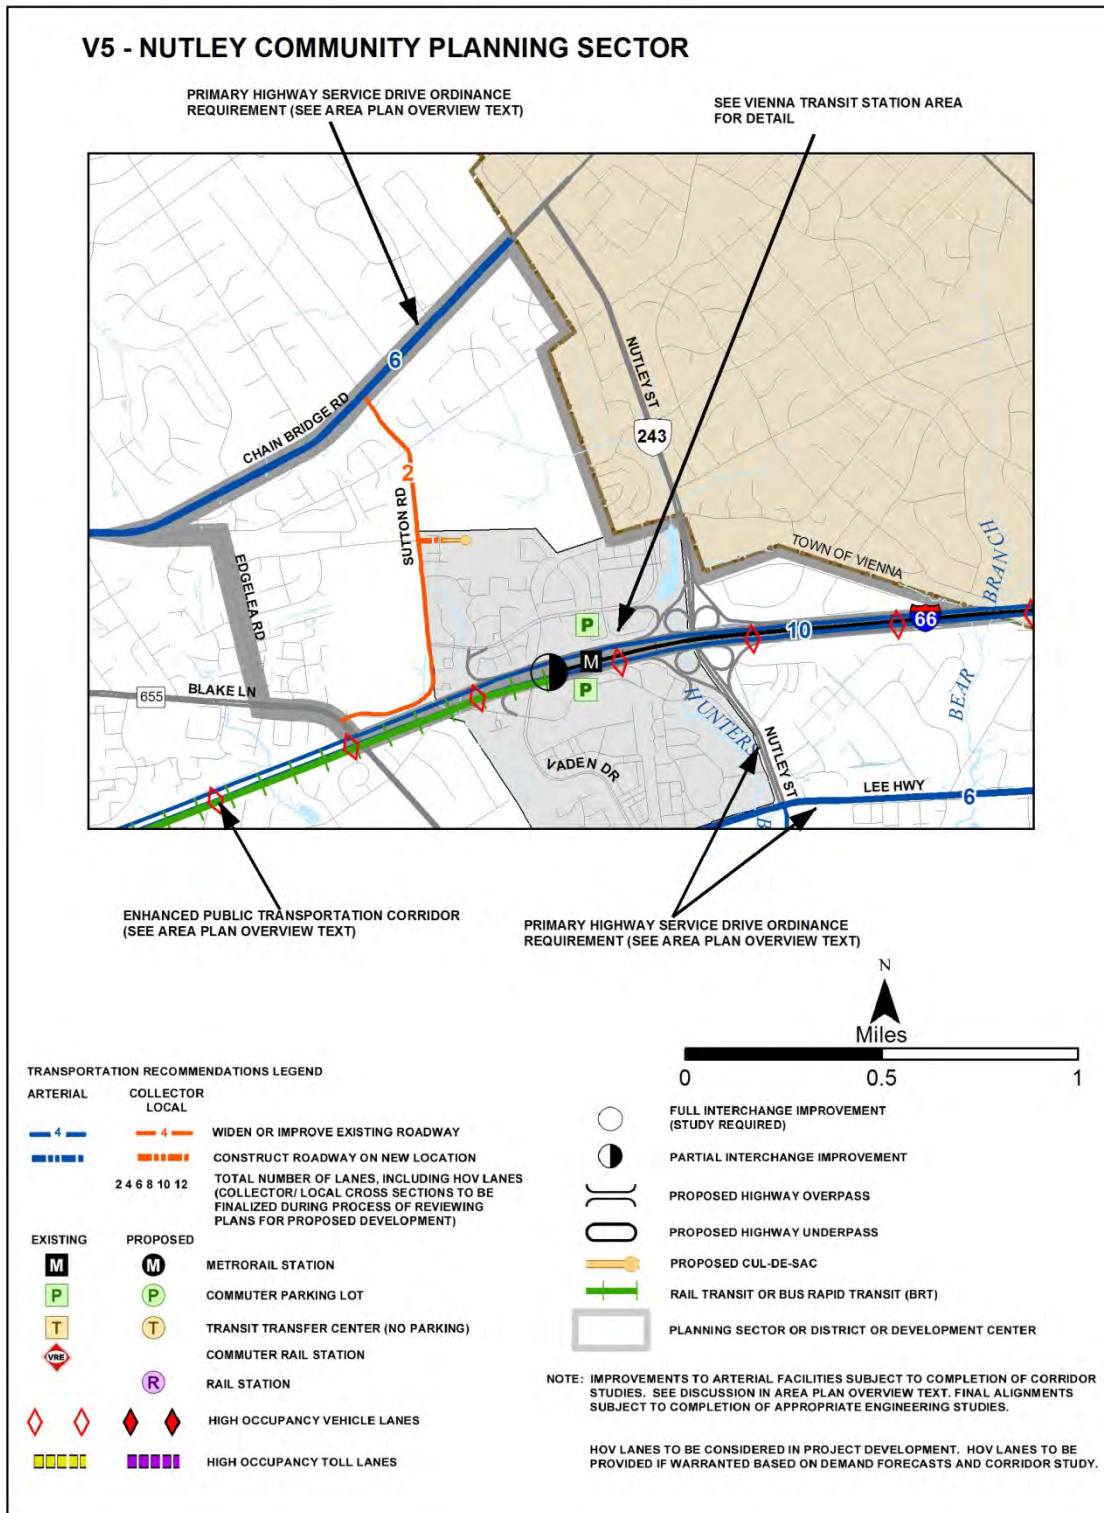 V5 - NUTLEY COMMUNITY PLANNING SECTOR
PRIMARY HIGHWAY SERVICE DRIVE ORDINANCE
REQUIREMENT (SEE AREA PLAN OVERVIEW TEXT)
SEE VIENNA TRANSIT STATION AREA
FOR DETAIL
NUTLEY ST
243
6
CHAIN BRIDGE RD
2
SUTTON RD
EDGELEA RD
TOWN OF VIENNA
BRANCH
BEAR
66
10
P
M
P
655
BLAKE LN
HUNTERS
B
VADEN DR
NUTLEY ST
LEE HWY
6
ENHANCED PUBLIC TRANSPORTATION CORRIDOR
(SEE AREA PLAN OVERVIEW TEXT)
PRIMARY HIGHWAY SERVICE DRIVE ORDINANCE
REQUIREMENT (SEE AREA PLAN OVERVIEW TEXT)
N
Miles
0 0.5 1
TRANSPORTATION RECOMMENDATIONS LEGEND
ARTERIAL COLLECTOR
LOCAL
4 4 WIDEN OR IMPROVE EXISTING ROADWAY
CONSTRUCT ROADWAY ON NEW LOCATION
2 4 6 8 10 12 TOTAL NUMBER OF LANES, INCLUDING HOV LANES
(COLLECTOR/ LOCAL CROSS SECTIONS TO BE
FINALIZED DURING PROCESS OF REVIEWING
PLANS FOR PROPOSED DEVELOPMENT)
EXISTING PROPOSED
M M METRORAIL STATION
P P COMMUTER PARKING LOT
T T TRANSIT TRANSFER CENTER (NO PARKING)
VRE COMMUTER RAIL STATION
R RAIL STATION
HIGH OCCUPANCY VEHICLE LANES
HIGH OCCUPANCY TOLL LANES
FULL INTERCHANGE IMPROVEMENT
(STUDY REQUIRED)
PARTIAL INTERCHANGE IMPROVEMENT
PROPOSED HIGHWAY OVERPASS
PROPOSED HIGHWAY UNDERPASS
PROPOSED CUL-DE-SAC
RAIL TRANSIT OR BUS RAPID TRANSIT (BRT)
PLANNING SECTOR OR DISTRICT OR DEVELOPMENT CENTER
NOTE: IMPROVEMENTS TO ARTERIAL FACILITIES SUBJECT TO COMPLETION OF CORRIDOR
STUDIES. SEE DISCUSSION IN AREA PLAN OVERVIEW TEXT. FINAL ALIGNMENTS
SUBJECT TO COMPLETION OF APPROPRIATE ENGINEERING STUDIES.
HOV LANES TO BE CONSIDERED IN PROJECT DEVELOPMENT. HOV LANES TO BE
PROVIDED IF WARRANTED BASED ON DEMAND FORECASTS AND CORRIDOR STUDY.